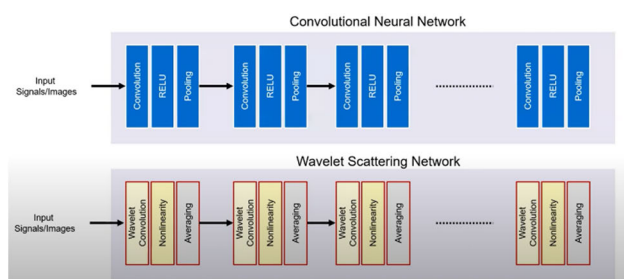 Convolutional Neural Network
Input
Signals/Images
Convolution
RELU
Pooling
Convolution
RELU
Pooling
Convolution
RELU
Pooling
Convolution
RELU
Pooling
Wavelet Scattering Network
Input
Signals/Images
Wavelet
Convolution
Nonlinearity
Averaging
Wavelet
Convolution
Nonlinearity
Averaging
Wavelet
Convolution
Nonlinearity
Averaging
Wavelet
Convolution
Nonlinearity
Averaging